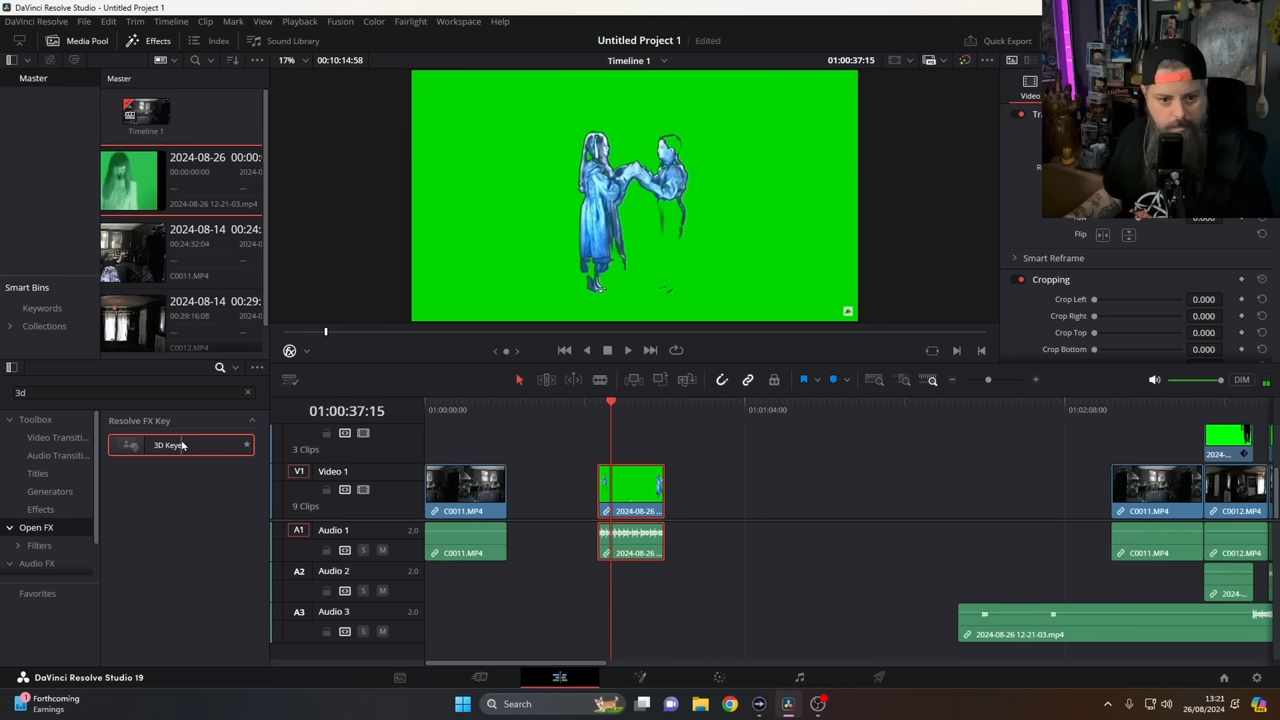 DaVinci Resolve Studio - Untitled Project 1
DaVinci Resolve File Edit Trim Timeline Clip Mark View Playback Fusion Color Fairlight Workspace Help
Media Pool Effects Index Sound Library Untitled Project 1 Edited Quick Export
17% 00:10:14:58 Timeline 1 01:00:37:15
Master Master
Timeline 1
Video
2024-08-26 00:00:
00:00:00:00 2024-0
2024-08-26 12-21-03.mp4
2024-08-14 00:24:
00:24:32:04 2024-0
C0011.MP4
2024-08-14 00:29:
00:29:16:08 2024-0
C0012.MP4
Smart Bins
Keywords
Collections
Flip
Smart Reframe
Cropping
Crop Left 0.000
Crop Right 0.000
Crop Top 0.000
Crop Bottom 0.000
3d
Toolbox
Video Transiti...
Audio Transiti...
Titles
Generators
Effects
Open FX
Filters
Audio FX
Favorites
Resolve FX Key
3D Keyer
DIM
01:00:37:15 01:00:00:00 01:01:04:00 01:02:08:00
3 Clips
2024-...
V1 Video 1
9 Clips C0011.MP4 2024-08-26 ... C0011.MP4 C0012.MP4
A1 Audio 1 2.0
S M C0011.MP4 2024-08-26 ... C0011.MP4 C0012.MP4
A2 Audio 2 2.0
S M 2024-...
A3 Audio 3 2.0
S M 2024-08-26 12-21-03.mp4
DaVinci Resolve Studio 19
1 Forthcoming
Earnings
Search
13:21
26/08/2024